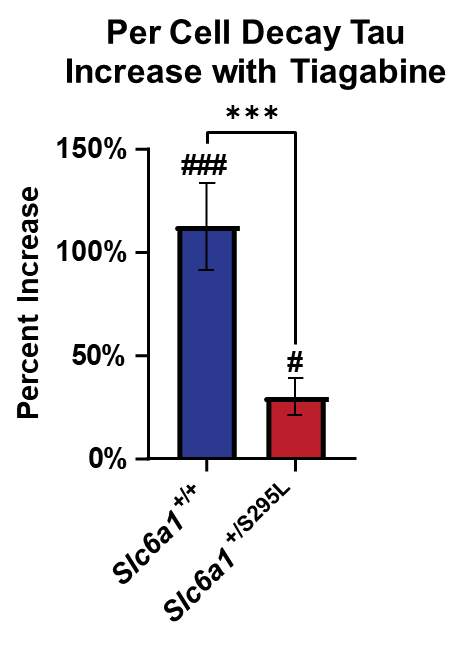 Per Cell Decay Tau
Increase with Tiagabine
***
150%
###
100%
Percent Increase
50%
#
0%
Slc6a1+/+
Slc6a1+/S295L